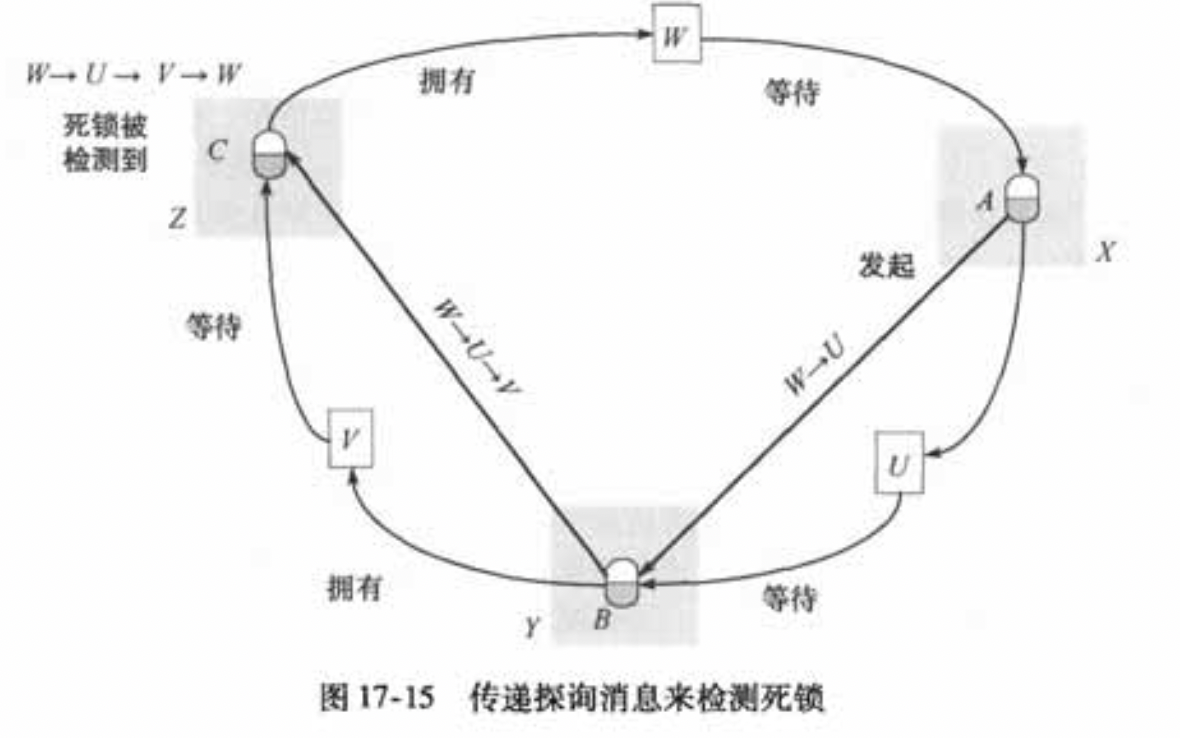 W
W→ U → V → W
拥有
等待
死锁被
检测到
C
A
Z
X
发起
等待
W→U→V
W→U
V
U
拥有
等待
Y
B
图 17-15 传递探询消息来检测死锁